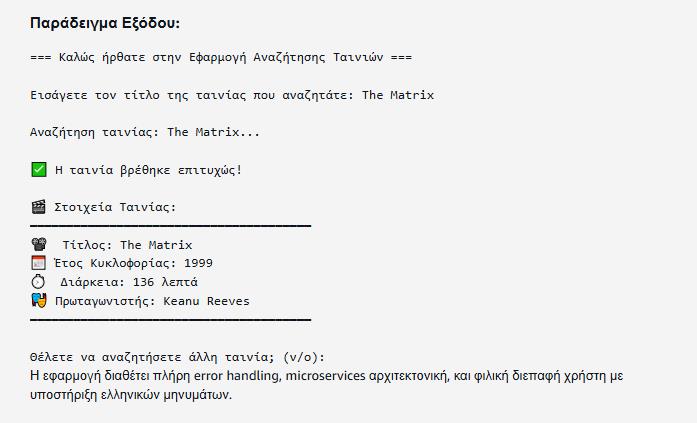 Παράδειγμα Εξόδου:
=== Καλώς ήρθατε στην Εφαρμογή Αναζήτησης Ταινιών ===
Εισάγετε τον τίτλο της ταινίας που αναζητάτε: The Matrix
Αναζήτηση ταινίας: The Matrix...
✅ Η ταινία βρέθηκε επιτυχώς!
🎬 Στοιχεία Ταινίας:
━━━━━━━━━━━━━━━━━━━━━━━━━━━━━━━━━━━━━━━
🎥 Τίτλος: The Matrix
📅 Έτος Κυκλοφορίας: 1999
⏱️ Διάρκεια: 136 λεπτά
🎭 Πρωταγωνιστής: Keanu Reeves
━━━━━━━━━━━━━━━━━━━━━━━━━━━━━━━━━━━━━━━
Θέλετε να αναζητήσετε άλλη ταινία; (ν/ο):
Η εφαρμογή διαθέτει πλήρη error handling, microservices αρχιτεκτονική, και φιλική διεπαφή χρήστη με
υποστήριξη ελληνικών μηνυμάτων.